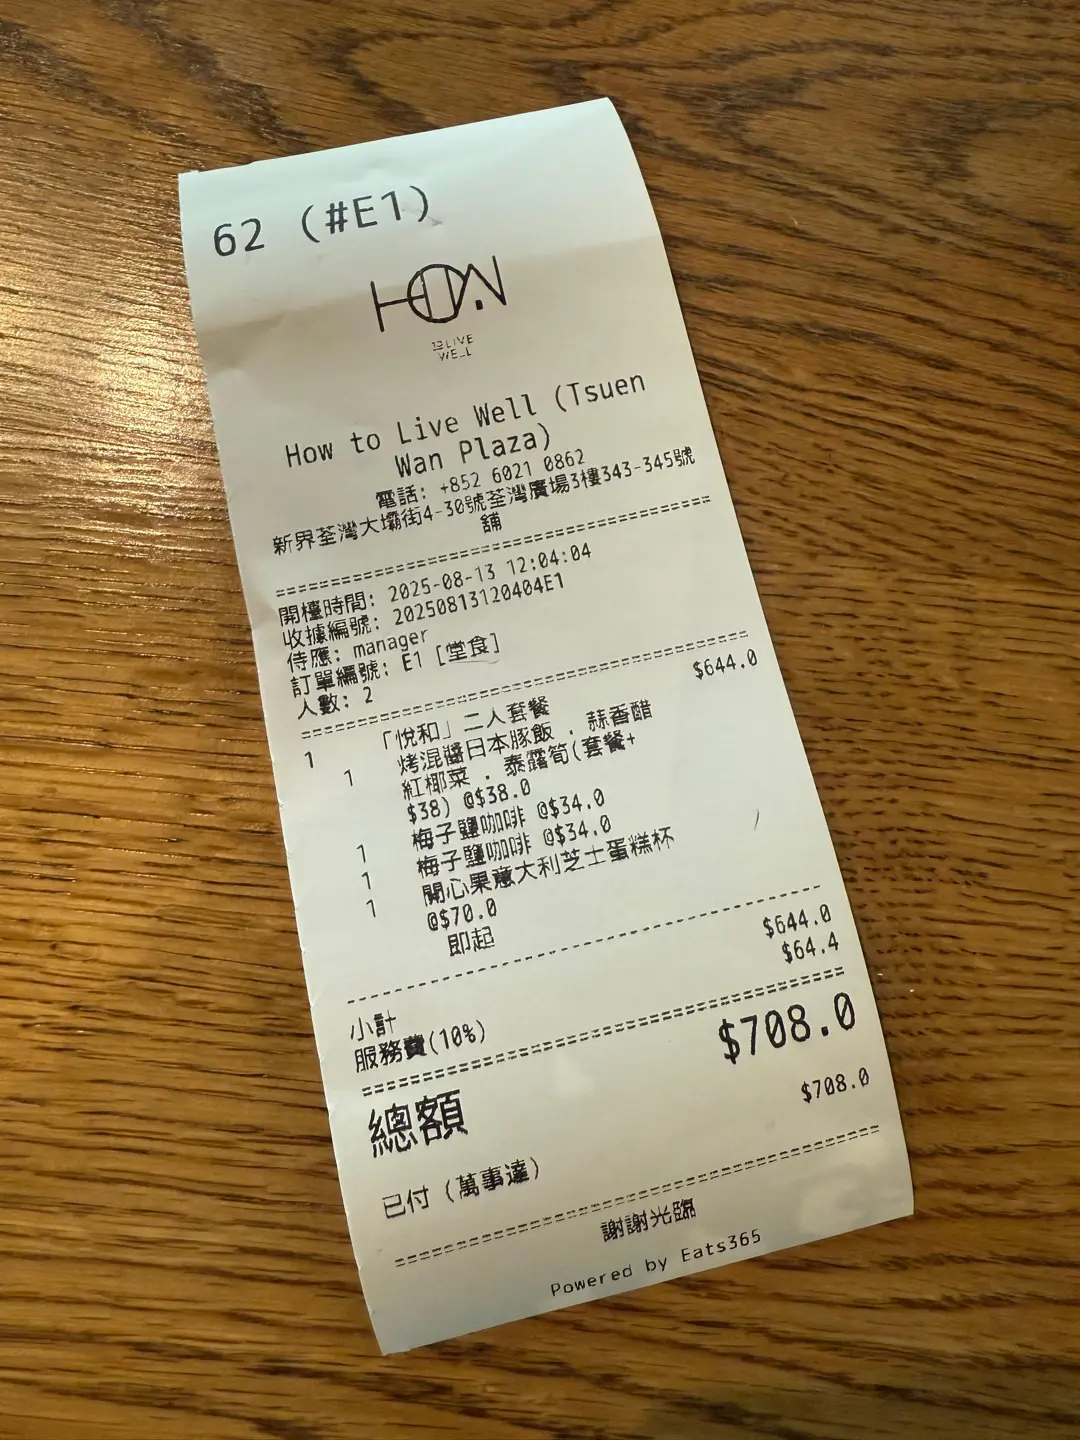 62 (#E1)
HOW.
TO LIVE
WELL
How to Live Well (Tsuen
Wan Plaza)
電話: +852 6021 0862
新界荃灣大壩街4-30號荃灣廣場3樓343-345號
舖
開檯時間: 2025-08-13 12:04:04
收據編號: 20250813120404E1
侍應: manager
訂單編號: E1 [堂食]
人數: 2
1 「悅和」二人套餐 $644.0
1 烤混醬日本豚飯 . 蒜香醋
紅椰菜 . 泰露筍(套餐+
$38) @$38.0
1 梅子鹽咖啡 @$34.0
1 梅子鹽咖啡 @$34.0
1 開心果意大利芝士蛋糕杯
@$70.0
即起
小計 $644.0
服務費(10%) $64.4
總額 $708.0
已付 (萬事達) $708.0
謝謝光臨
Powered by Eats365